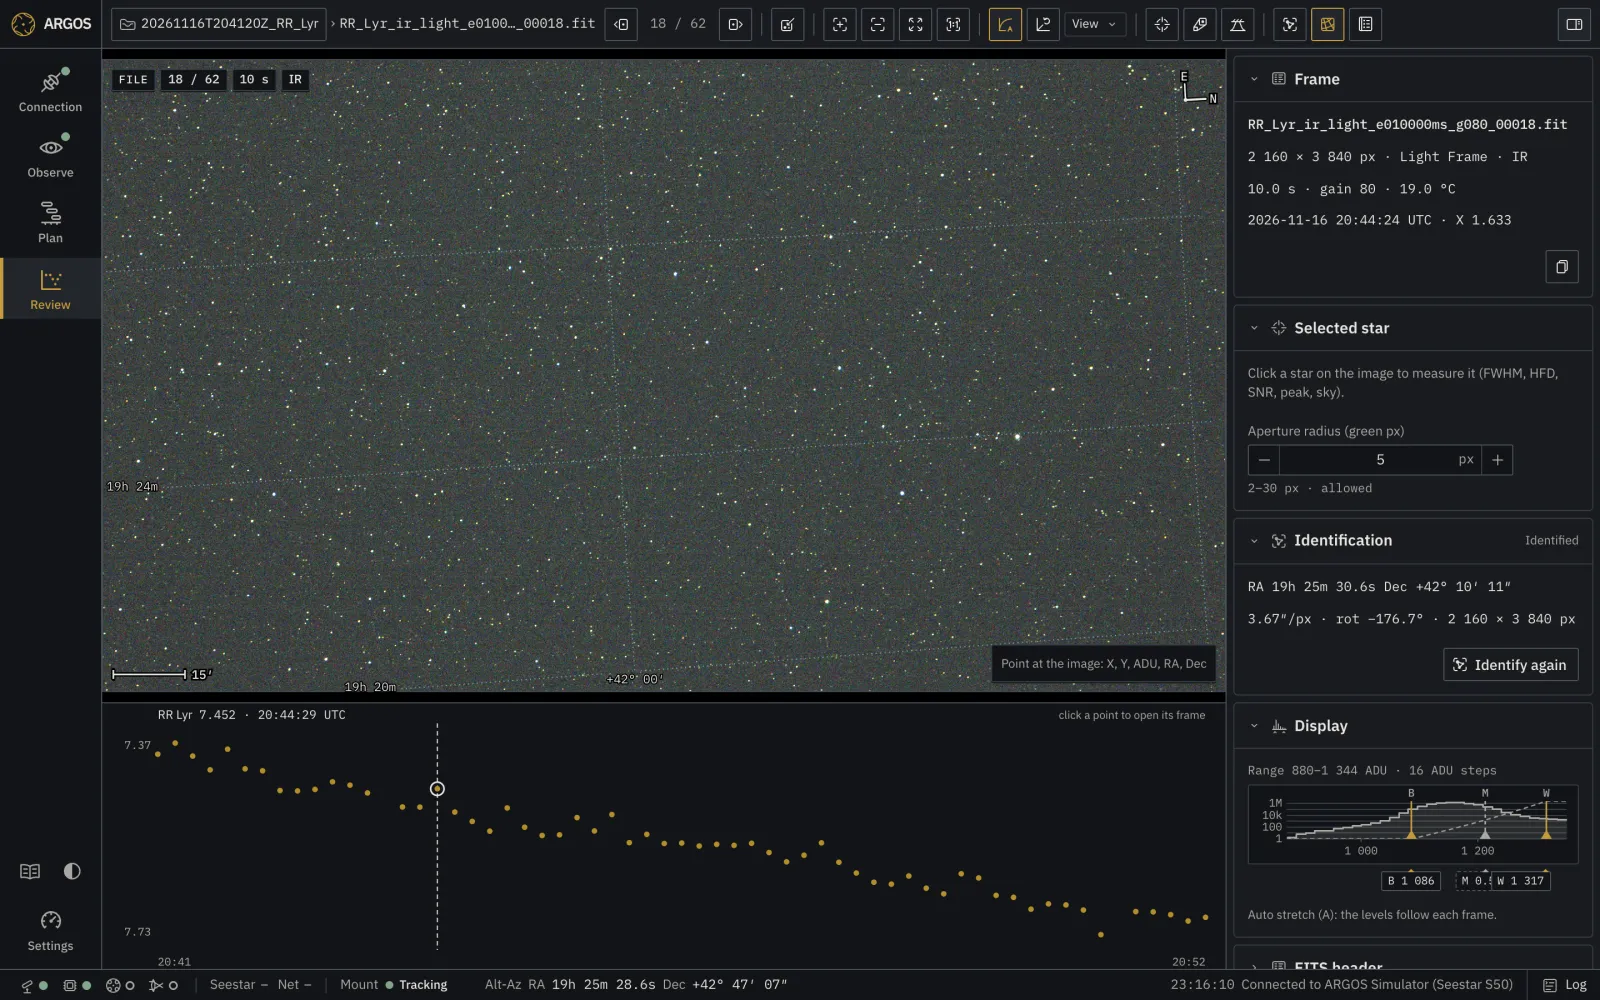 ARGOS
20261116T204120Z_RR_Lyr › RR_Lyr_ir_light_e0100…_00018.fit
18 / 62
View
Connection
Observe
Plan
Review
Settings
FILE 18 / 62 10 s IR
E
N
19h 24m
15′
19h 20m
+42° 00′
Point at the image: X, Y, ADU, RA, Dec
RR Lyr 7.452 · 20:44:29 UTC
click a point to open its frame
7.37
7.73
20:41
20:52
Frame
RR_Lyr_ir_light_e010000ms_g080_00018.fit
2 160 × 3 840 px · Light Frame · IR
10.0 s · gain 80 · 19.0 °C
2026-11-16 20:44:24 UTC · X 1.633
Selected star
Click a star on the image to measure it (FWHM, HFD,
SNR, peak, sky).
Aperture radius (green px)
5 px
2–30 px · allowed
Identification
Identified
RA 19h 25m 30.6s Dec +42° 10′ 11″
3.67″/px · rot −176.7° · 2 160 × 3 840 px
Identify again
Display
Range 880–1 344 ADU · 16 ADU steps
B M W
1M
10k
100
1
1 000 1 200
B 1 086
M 0.5
W 1 317
Auto stretch (A): the levels follow each frame.
FITS header
Seestar – Net –
Mount Tracking
Alt-Az RA 19h 25m 28.6s Dec +42° 47′ 07″
23:16:10 Connected to ARGOS Simulator (Seestar S50)
Log